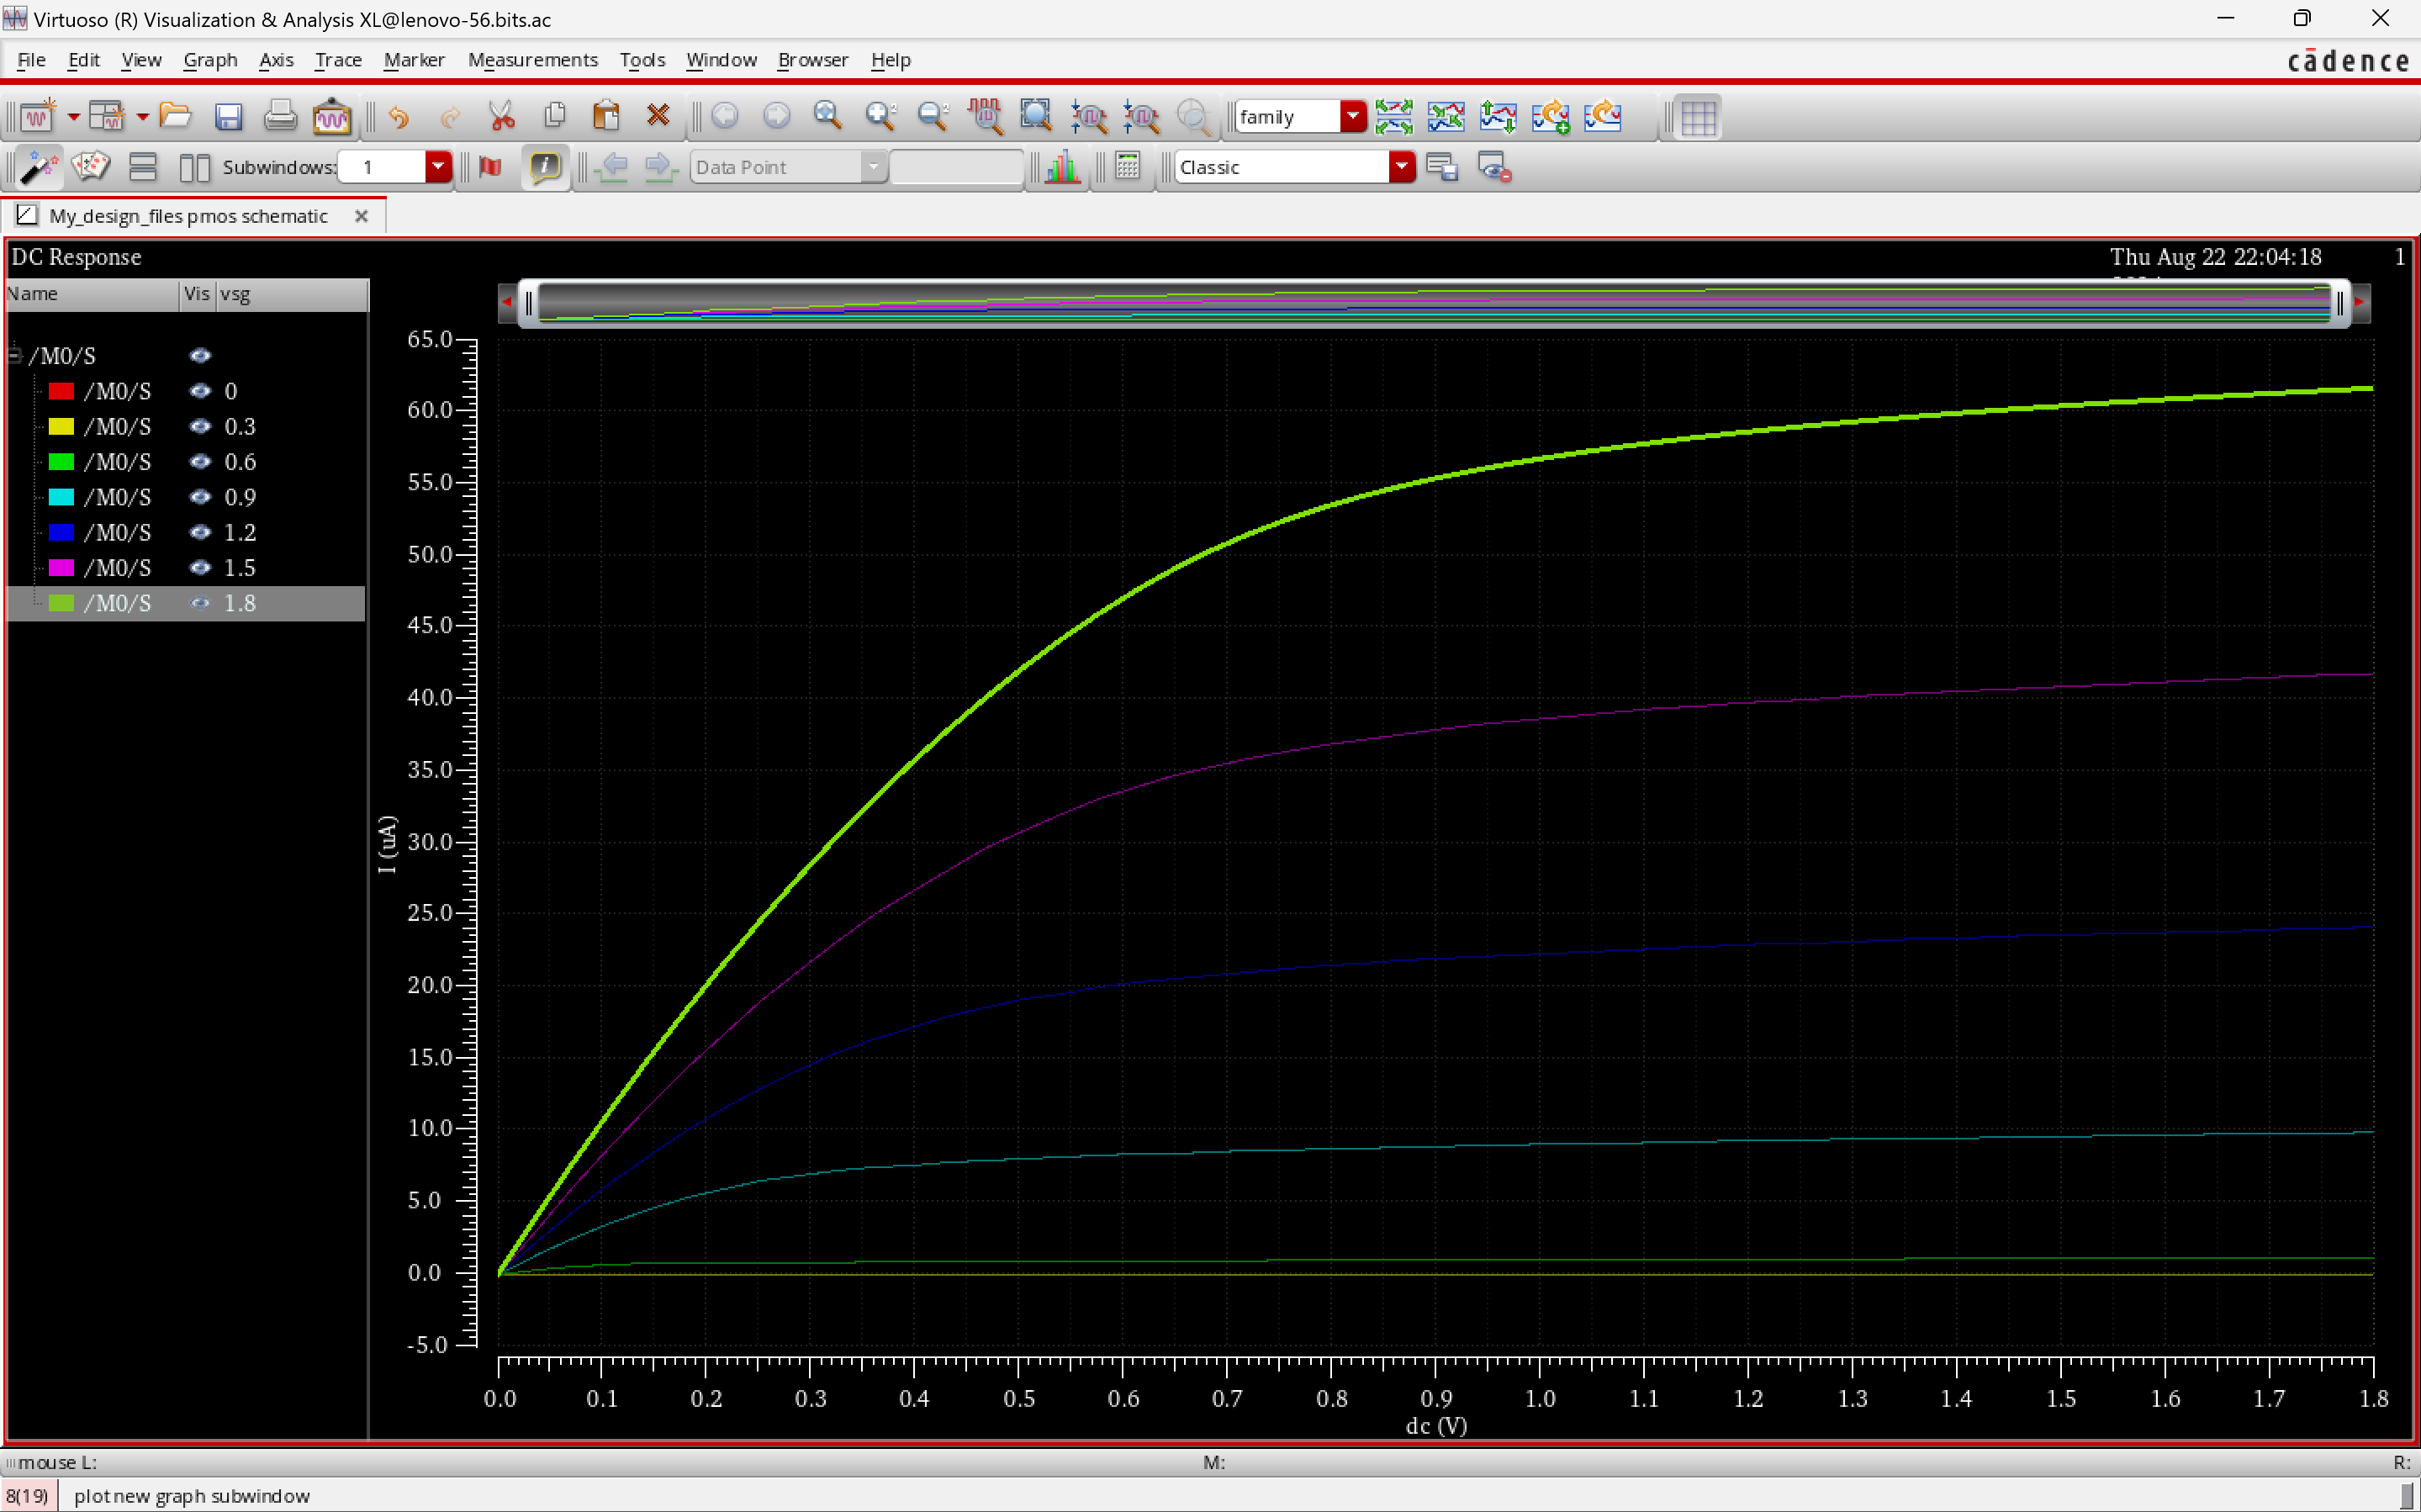 Virtuoso (R) Visualization & Analysis XL@lenovo-56.bits.ac
File Edit View Graph Axis Trace Marker Measurements Tools Window Browser Help
cādence
family
Subwindows: 1 Data Point Classic
My_design_files pmos schematic
DC Response
Thu Aug 22 22:04:18 1
Name Vis vsg
/M0/S
/M0/S 0
/M0/S 0.3
/M0/S 0.6
/M0/S 0.9
/M0/S 1.2
/M0/S 1.5
/M0/S 1.8
65.0
60.0
55.0
50.0
45.0
40.0
35.0
30.0
25.0
20.0
15.0
10.0
5.0
0.0
-5.0
I (uA)
0.0 0.1 0.2 0.3 0.4 0.5 0.6 0.7 0.8 0.9 1.0 1.1 1.2 1.3 1.4 1.5 1.6 1.7 1.8
dc (V)
mouse L: M: R:
8(19) plot new graph subwindow